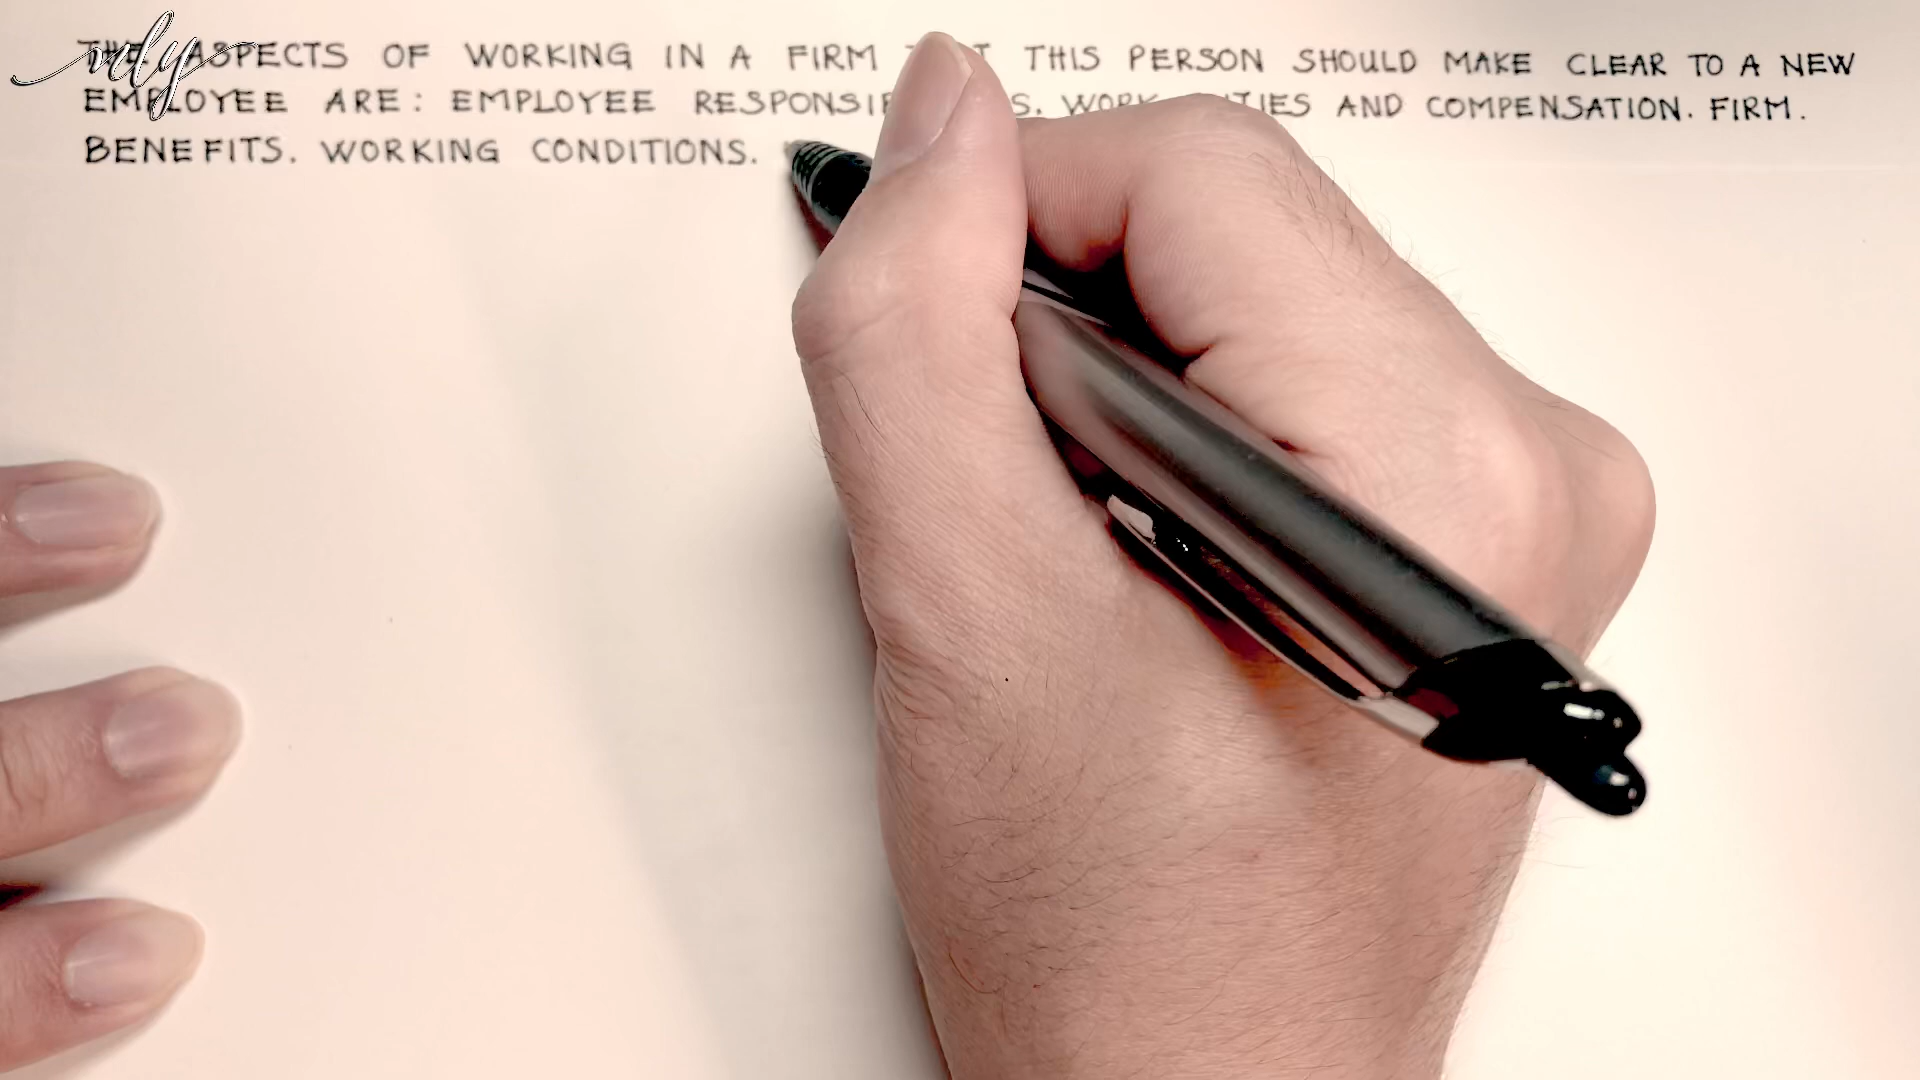 THE ASPECTS OF WORKING IN A FIRM THIS PERSON SHOULD MAKE CLEAR TO A NEW
EMPLOYEE ARE: EMPLOYEE AND COMPENSATION. FIRM.
BENEFITS. WORKING CONDITIONS.